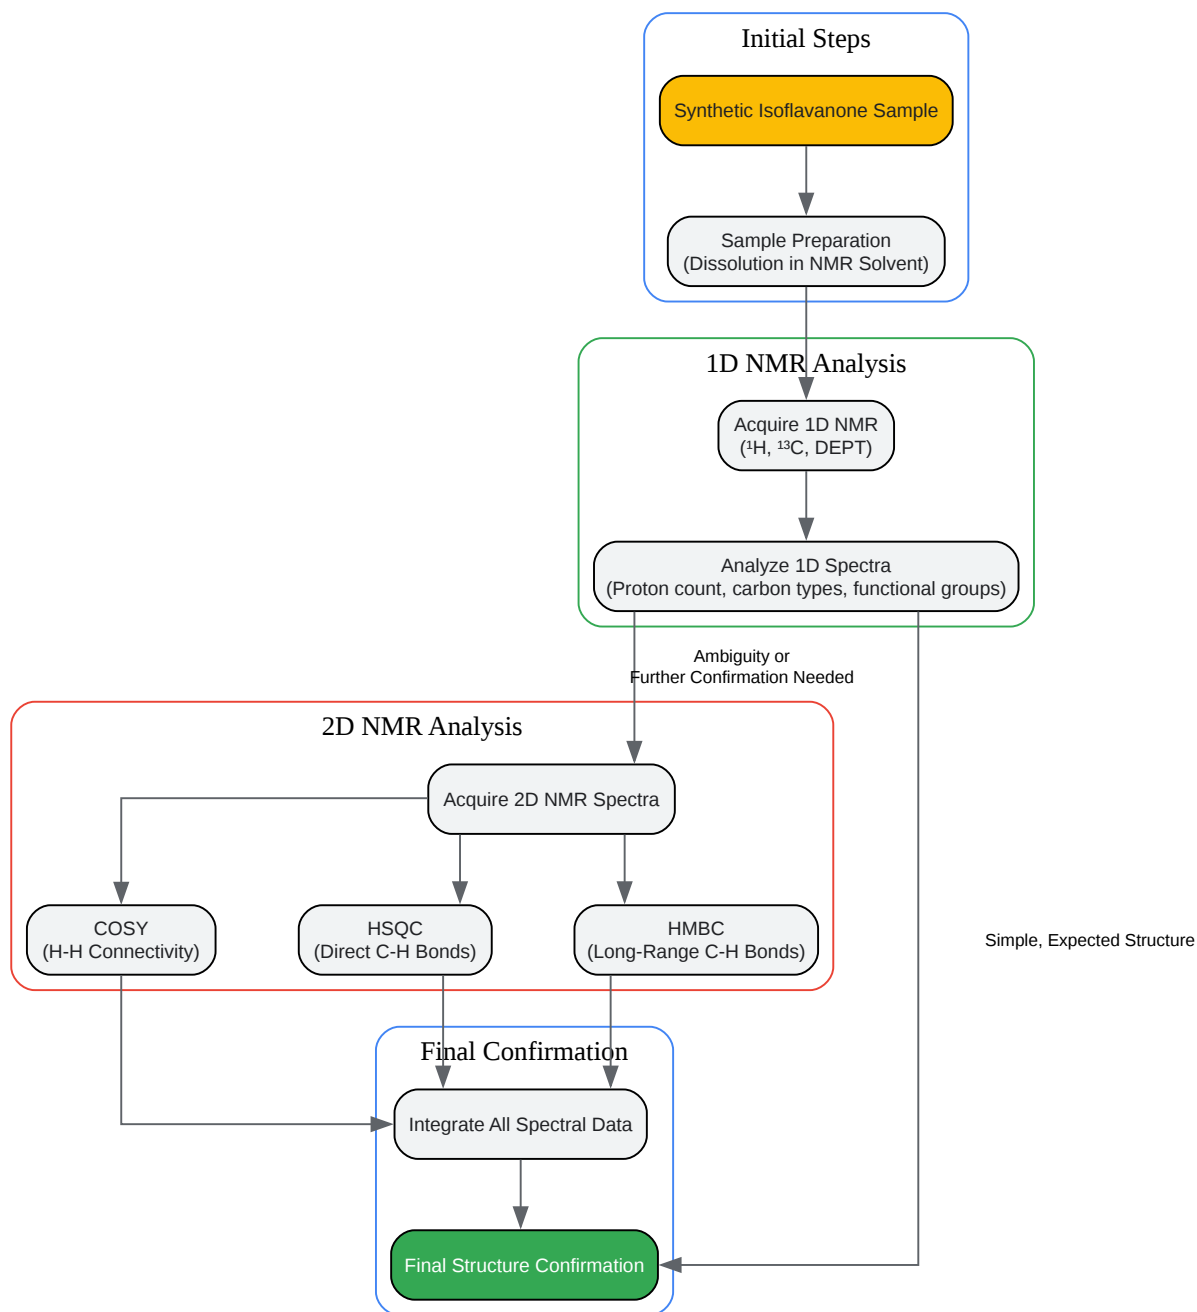 Initial Steps
Synthetic Isoflavanone Sample
Sample Preparation
(Dissolution in NMR Solvent)
1D NMR Analysis
Acquire 1D NMR
(¹H, ¹³C, DEPT)
Analyze 1D Spectra
(Proton count, carbon types, functional groups)
Ambiguity or
Further Confirmation Needed
2D NMR Analysis
Acquire 2D NMR Spectra
COSY
(H-H Connectivity)
HSQC
(Direct C-H Bonds)
HMBC
(Long-Range C-H Bonds)
Simple, Expected Structure
Final Confirmation
Integrate All Spectral Data
Final Structure Confirmation